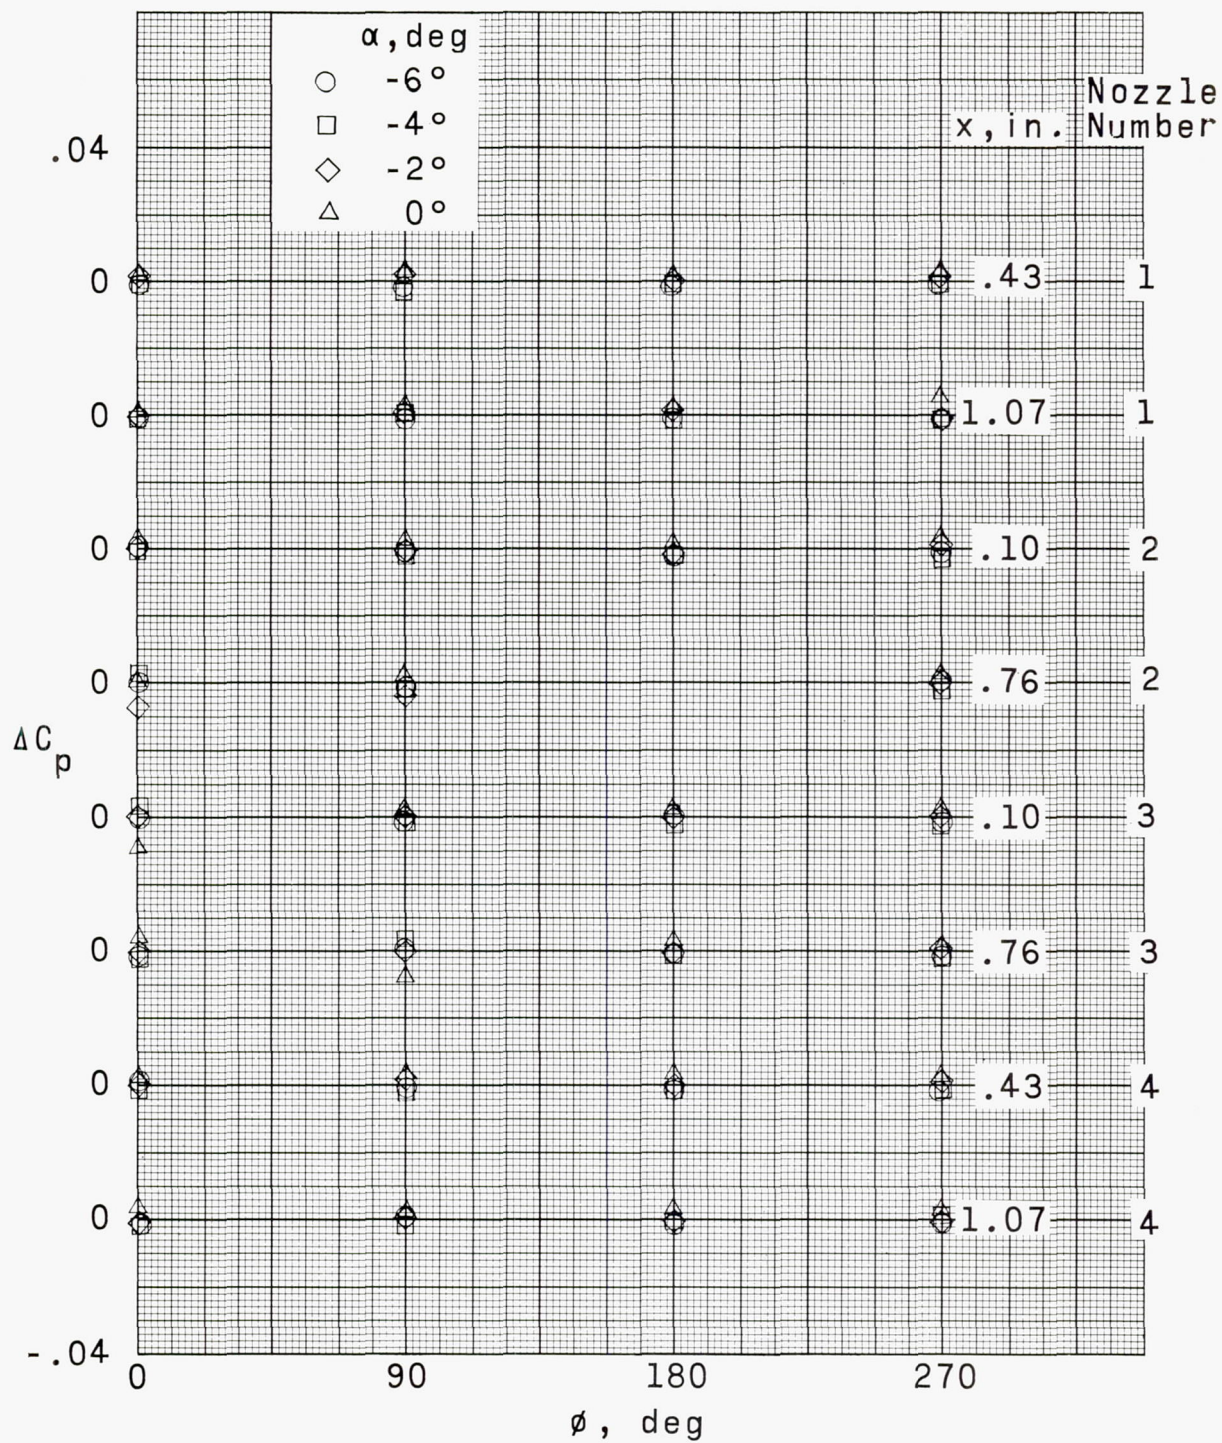 α,deg
-6°
-4°
-2°
0°
Nozzle
x,in. Number
.04
0 .43 1
0 1.07 1
0 .10 2
0 .76 2
ΔCp
0 .10 3
0 .76 3
0 .43 4
0 1.07 4
-.04
0 90 180 270
ø, deg